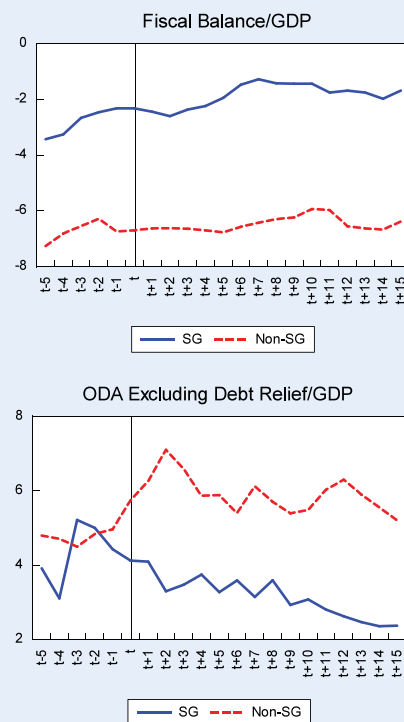 Fiscal Balance/GDP
0
-2
-4
-6
-8
t-5 t-4 t-3 t-2 t-1 t t+1 t+2 t+3 t+4 t+5 t+6 t+7 t+8 t+9 t+10 t+11 t+12 t+13 t+14 t+15
SG Non-SG
ODA Excluding Debt Relief/GDP
8
6
4
2
t-5 t-4 t-3 t-2 t-1 t t+1 t+2 t+3 t+4 t+5 t+6 t+7 t+8 t+9 t+10 t+11 t+12 t+13 t+14 t+15
SG Non-SG